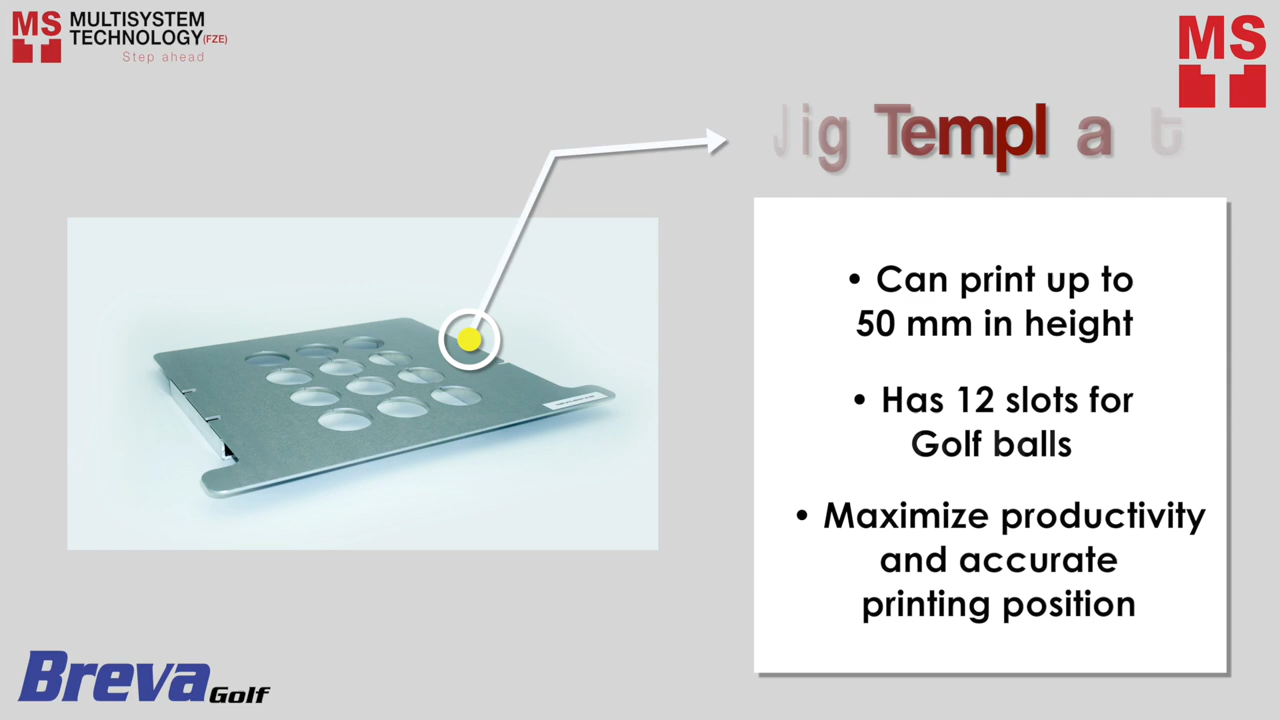 MS
MULTISYSTEM
TECHNOLOGY(FZE)
Step ahead
MS
Jig Templat
• Can print up to
50 mm in height
• Has 12 slots for
Golf balls
• Maximize productivity
and accurate
printing position
Breva Golf